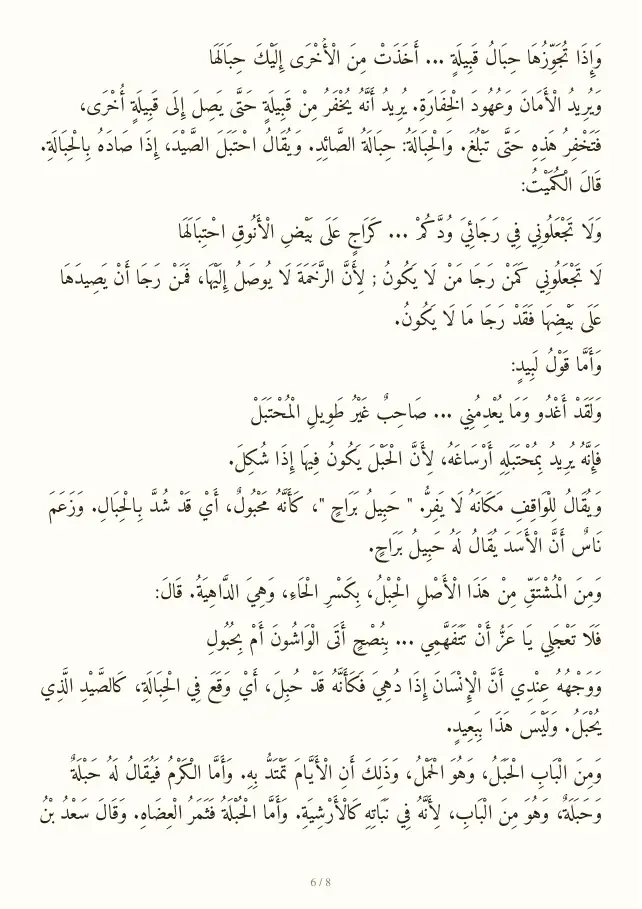 وَإِذَا تُجَوِّزُهَا حِبَالُ قَبِيلَةٍ ... أَخَذَتْ مِنَ الْأُخْرَى إِلَيْكَ حِبَالَهَا
وَيُرِيدُ الْأَمَانَ وَعُهُودَ الْخِفَارَةِ. يُرِيدُ أَنَّهُ يُخْفَرُ مِنْ قَبِيلَةٍ حَتَّى يَصِلَ إِلَى قَبِيلَةٍ أُخْرَى،
فَتَخْفِرُ هَذِهِ حَتَّى تَبْلُغَ. وَالْحِبَالَةُ: حِبَالَةُ الصَّائِدِ. وَيُقَالُ احْتَبَلَ الصَّيْدَ، إِذَا صَادَهُ بِالْحِبَالَةِ.
قَالَ الْكُمَيْتُ:
وَلَا تَجْعَلُونِي فِي رَجَائِيَ وُدَّكُمْ ... كَرَاجٍ عَلَى بَيْضِ الْأَنُوقِ احْتِبَالَهَا
لَا تَجْعَلُونِي كَمَنْ رَجَا مَنْ لَا يَكُونُ ; لِأَنَّ الرَّخَمَةَ لَا يُوصَلُ إِلَيْهَا، فَمَنْ رَجَا أَنْ يَصِيدَهَا
عَلَى بَيْضِهَا فَقَدْ رَجَا مَا لَا يَكُونُ.
وَأَمَّا قَوْلُ لَبِيدٍ:
وَلَقَدْ أَغْدُو وَمَا يُعْدِمُنِي ... صَاحِبٌ غَيْرُ طَوِيلِ الْمُحْتَبَلْ
فَإِنَّهُ يُرِيدُ بِمُحْتَبَلِهِ أَرْسَاغَهُ، لِأَنَّ الْحَبْلَ يَكُونُ فِيهَا إِذَا شُكِلَ.
وَيُقَالُ لِلْوَاقِفِ مَكَانَهُ لَا يَفِرُّ. " حَبِيلُ بَرَاحٍ "، كَأَنَّهُ مَحْبُولٌ، أَيْ قَدْ شُدَّ بِالْحِبَالِ. وَزَعَمَ
نَاسٌ أَنَّ الْأَسَدَ يُقَالُ لَهُ حَبِيلُ بَرَاحٍ.
وَمِنَ الْمُشْتَقِّ مِنْ هَذَا الْأَصْلِ الْحِبْلُ، بِكَسْرِ الْحَاءِ، وَهِيَ الدَّاهِيَةُ. قَالَ:
فَلَا تَعْجَلِي يَا عَزُّ أَنْ تَتَفَهَّمِي ... بِنُصْحٍ أَتَى الْوَاشُونَ أَمْ بِحُبُولِ
وَوَجْهُهُ عِنْدِي أَنَّ الْإِنْسَانَ إِذَا دُهِيَ فَكَأَنَّهُ قَدْ حُبِلَ، أَيْ وَقَعَ فِي الْحِبَالَةِ، كَالصَّيْدِ الَّذِي
يُحْبَلُ. وَلَيْسَ هَذَا بِبَعِيدٍ.
وَمِنَ الْبَابِ الْحَبَلُ، وَهُوَ الْحَمْلُ، وَذَلِكَ أَنِ الْأَيَّامَ تَمْتَدُّ بِهِ. وَأَمَّا الْكَرْمُ فَيُقَالُ لَهُ حَبْلَةٌ
وَحَبَلَةٌ، وَهُوَ مِنَ الْبَابِ، لِأَنَّهُ فِي نَبَاتِهِ كَالْأَرْشِيَةِ. وَأَمَّا الْحُبْلَةُ فَثَمَرُ الْعِضَاهِ. وَقَالَ سَعْدُ بْنُ
6 / 8